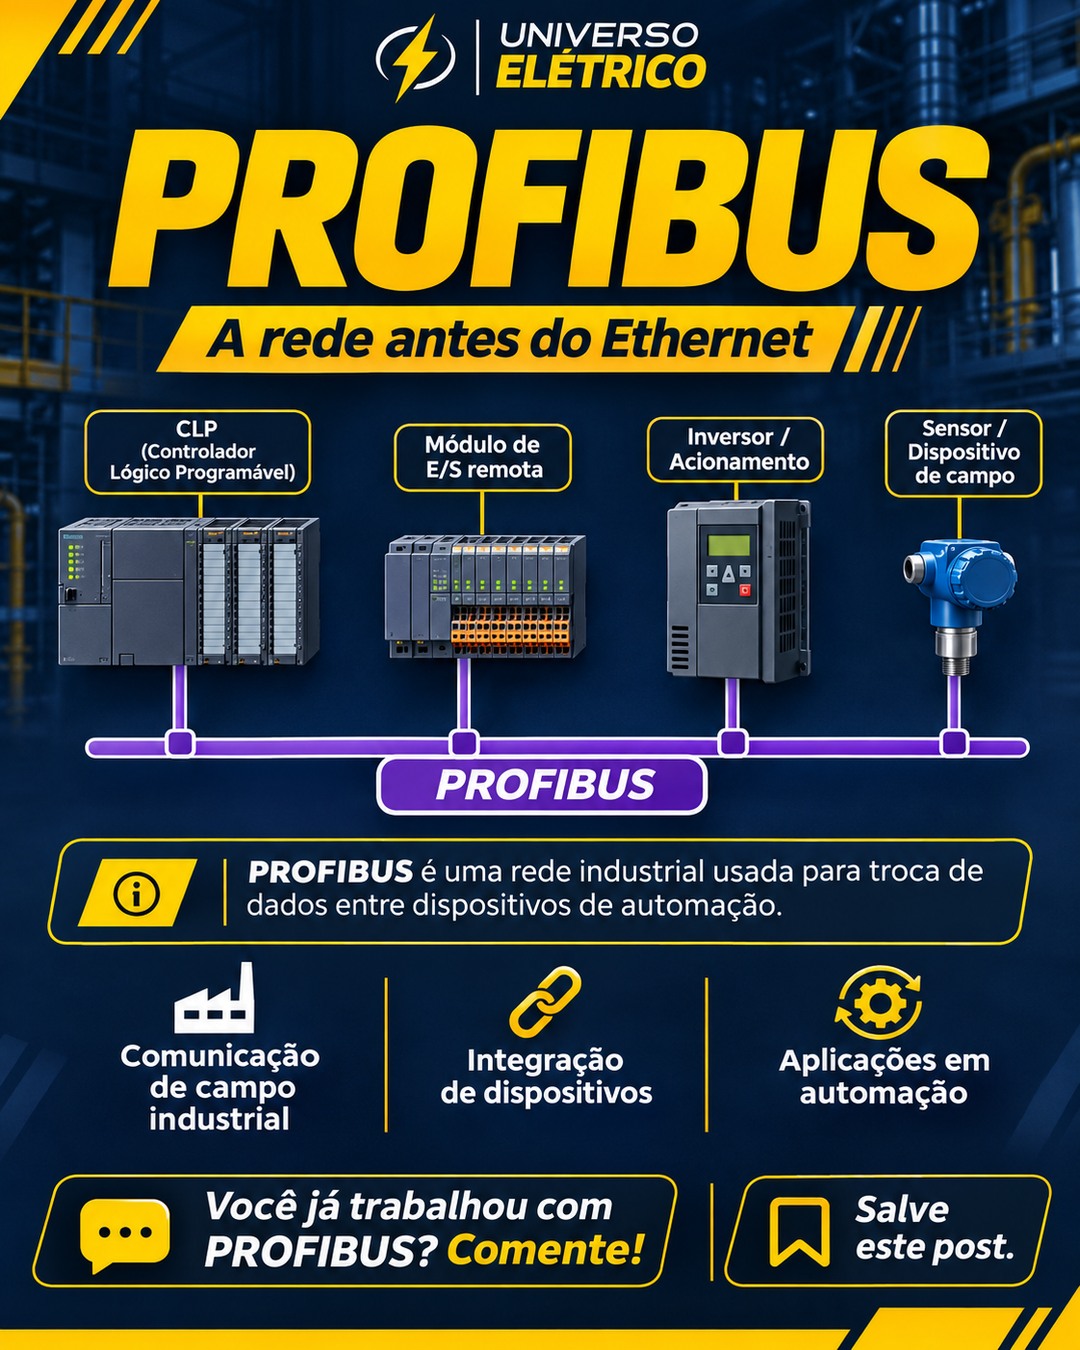 UNIVERSO
ELÉTRICO
PROFIBUS
A rede antes do Ethernet
CLP
(Controlador
Lógico Programável)
Módulo de
E/S remota
Inversor /
Acionamento
Sensor /
Dispositivo
de campo
PROFIBUS
PROFIBUS é uma rede industrial usada para troca de
dados entre dispositivos de automação.
Comunicação
de campo
industrial
Integração
de dispositivos
Aplicações em
automação
Você já trabalhou com
PROFIBUS? Comente!
Salve
este post.